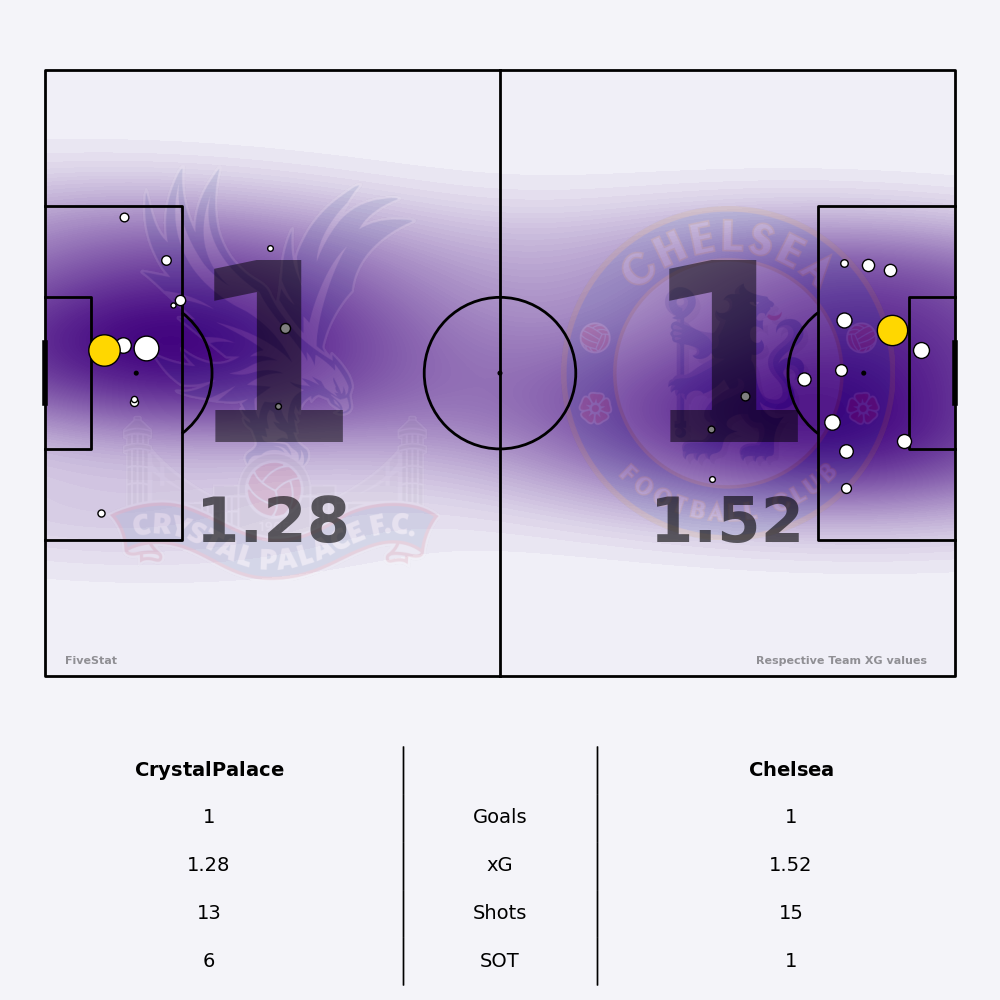 CHELSEA
FOOTBALL CLUB
1
1
1.28
1.52
CRYSTAL PALACE F.C.
FiveStat
Respective Team XG values
CrystalPalace
Chelsea
1
Goals
1
1.28
xG
1.52
13
Shots
15
6
SOT
1